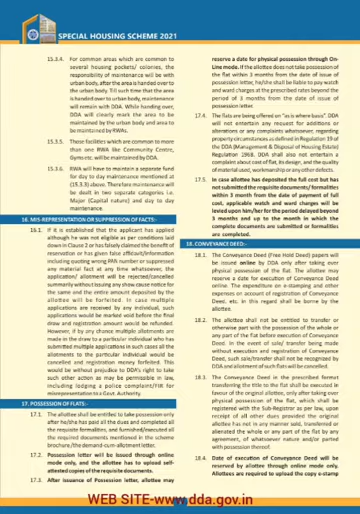 SPECIAL HOUSING SCHEME 2021
15.3.4. For common areas which are common to
several housing pockets/ colonies, the
responsibility of maintenance will be with
urban body, after the area is handed over to
the urban body. Till such time that the area
is handed over to urban body, maintenance
will remain with DDA. While handing over,
DDA will clearly mark the area to be
maintained by the urban body and area to
be maintained by RWAs.
15.3.5. Those facilities which are common to more
than one RWA like Community Centre,
Gyms etc. will be maintained by DDA.
15.3.6. RWA will have to maintain a separate fund
for day to day maintenance mentioned at
(15.3.3) above. Therefore maintenance will
be dealt in two separate categories i.e.
Major (Capital nature) and day to day
maintenance.
16. MIS-REPRESENTATION OR SUPPRESSION OF FACTS:-
16.1. If it is established that the applicant has applied
although he was not eligible as per conditions laid
down in Clause 2 or has falsely claimed the benefit of
reservation or has given false affidavit/information
including quoting wrong PAN number or suppressed
any material fact at any time whatsoever, the
application/ allotment will be rejected/cancelled
summarily without issuing any show cause notice for
the same and the entire amount deposited by the
allottee will be forfeited. In case multiple
applications are received by any individual, such
applications would be marked void before the final
draw and registration amount would be refunded.
However, if by any chance multiple allotments are
made in the draw to a particular individual who has
submitted multiple applications in such cases all the
allotments to the particular individual would be
cancelled and registration money forfeited. This
would be without prejudice to DDA's right to take
such other action as may be permissible in law,
including lodging a police complaint/FIR for
misrepresentation to a Govt. Authority.
17. POSSESSION OF FLATS:-
17.1. The allottee shall be entitled to take possession only
after he/she has paid all the dues and completed all
the requisite formalities, and furnished/executed all
the required documents mentioned in the scheme
brochure /the demand-cum-allotment letter.
17.2. Possession letter will be issued through online
mode only, and the allottee has to upload self-
attested copies of the requisite documents.
17.3. After issuance of Possession letter, allottee may
reserve a date for physical possession through On-
Line mode. If the allottee does not take possession of
the flat within 3 months from the date of issue of
possession letter, he/she shall be liable to pay watch
and ward charges at the prescribed rates beyond the
period of 3 months from the date of issue of
possession letter.
17.4. The flats are being offered on "as is where basis". DDA
will not entertain any request for additions or
alterations or any complaints whatsoever, regarding
property circumstances as defined in Regulation 19 of
the DDA (Management & Disposal of Housing Estate)
Regulation 1968. DDA shall also not entertain a
complaint about cost of flat, its design, and the quality
of material used, workmanship or any other defects.
17.5. In case allottee has deposited the full cost but has
not submitted the requisite documents/ formalities
within 3 month from the date of payment of full
cost, applicable watch and ward charges will be
levied upon him/her for the period delayed beyond
3 months and up to the month in which the
complete documents are submitted or formalities
are completed.
18. CONVEYANCE DEED:-
18.1. The Conveyance Deed (Free Hold Deed) papers will
be issued online by DDA only after taking over
physical possession of the flat. The allottee may
reserve a date for execution of Conveyance Deed
online. The expenditure on e-stamping and other
expenses on account of registration of Conveyance
Deed, etc. in this regard shall be borne by the
allottee.
18.2. The allottee shall not be entitled to transfer or
otherwise part with the possession of the whole or
any part of the flat before execution of Conveyance
Deed. In the event of sale/ transfer being made
without execution and registration of Conveyance
Deed, such sale/transfer shall not be recognized by
DDA and allotment of such flats will be cancelled.
18.3. The Conveyance Deed in the prescribed format
transferring the title to the flat shall be executed in
favour of the original allottee, only after taking over
physical possession of the flat, which shall be
registered with the Sub-Registrar as per law, upon
receipt of all other dues provided the original
allottee has not in any manner sold, transferred or
alienated the whole or any part of the flat by any
agreement, of whatsoever nature and/or parted
with possession thereof.
18.4. Date of execution of Conveyance Deed will be
reserved by allottee through online mode only.
Allottees are required to upload the copy e-stamp
WEB SITE-www.dda.gov.in